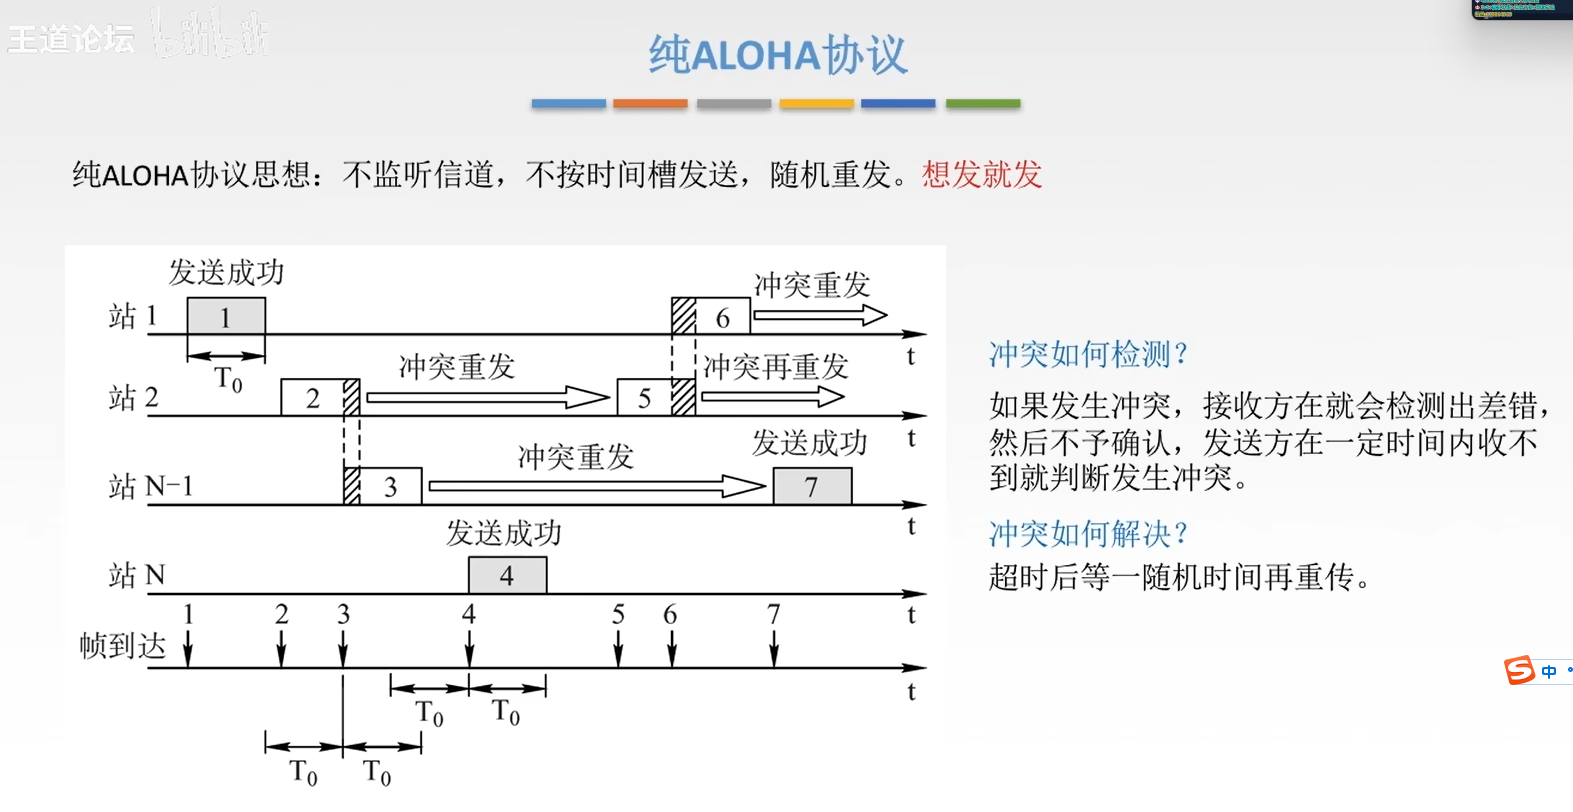 王道论坛 bilibili
纯ALOHA协议
纯ALOHA协议思想：不监听信道，不按时间槽发送，随机重发。想发就发
发送成功
站 1
1
6
冲突重发
t
T₀
站 2
2
冲突重发
5
冲突再重发
t
站 N−1
3
冲突重发
发送成功
7
t
发送成功
站 N
4
t
1 2 3 4 5 6 7
帧到达
t
T₀ T₀
T₀ T₀
冲突如何检测？
如果发生冲突，接收方在就会检测出差错，
然后不予确认，发送方在一定时间内收不
到就判断发生冲突。
冲突如何解决？
超时后等一随机时间再重传。
S 中